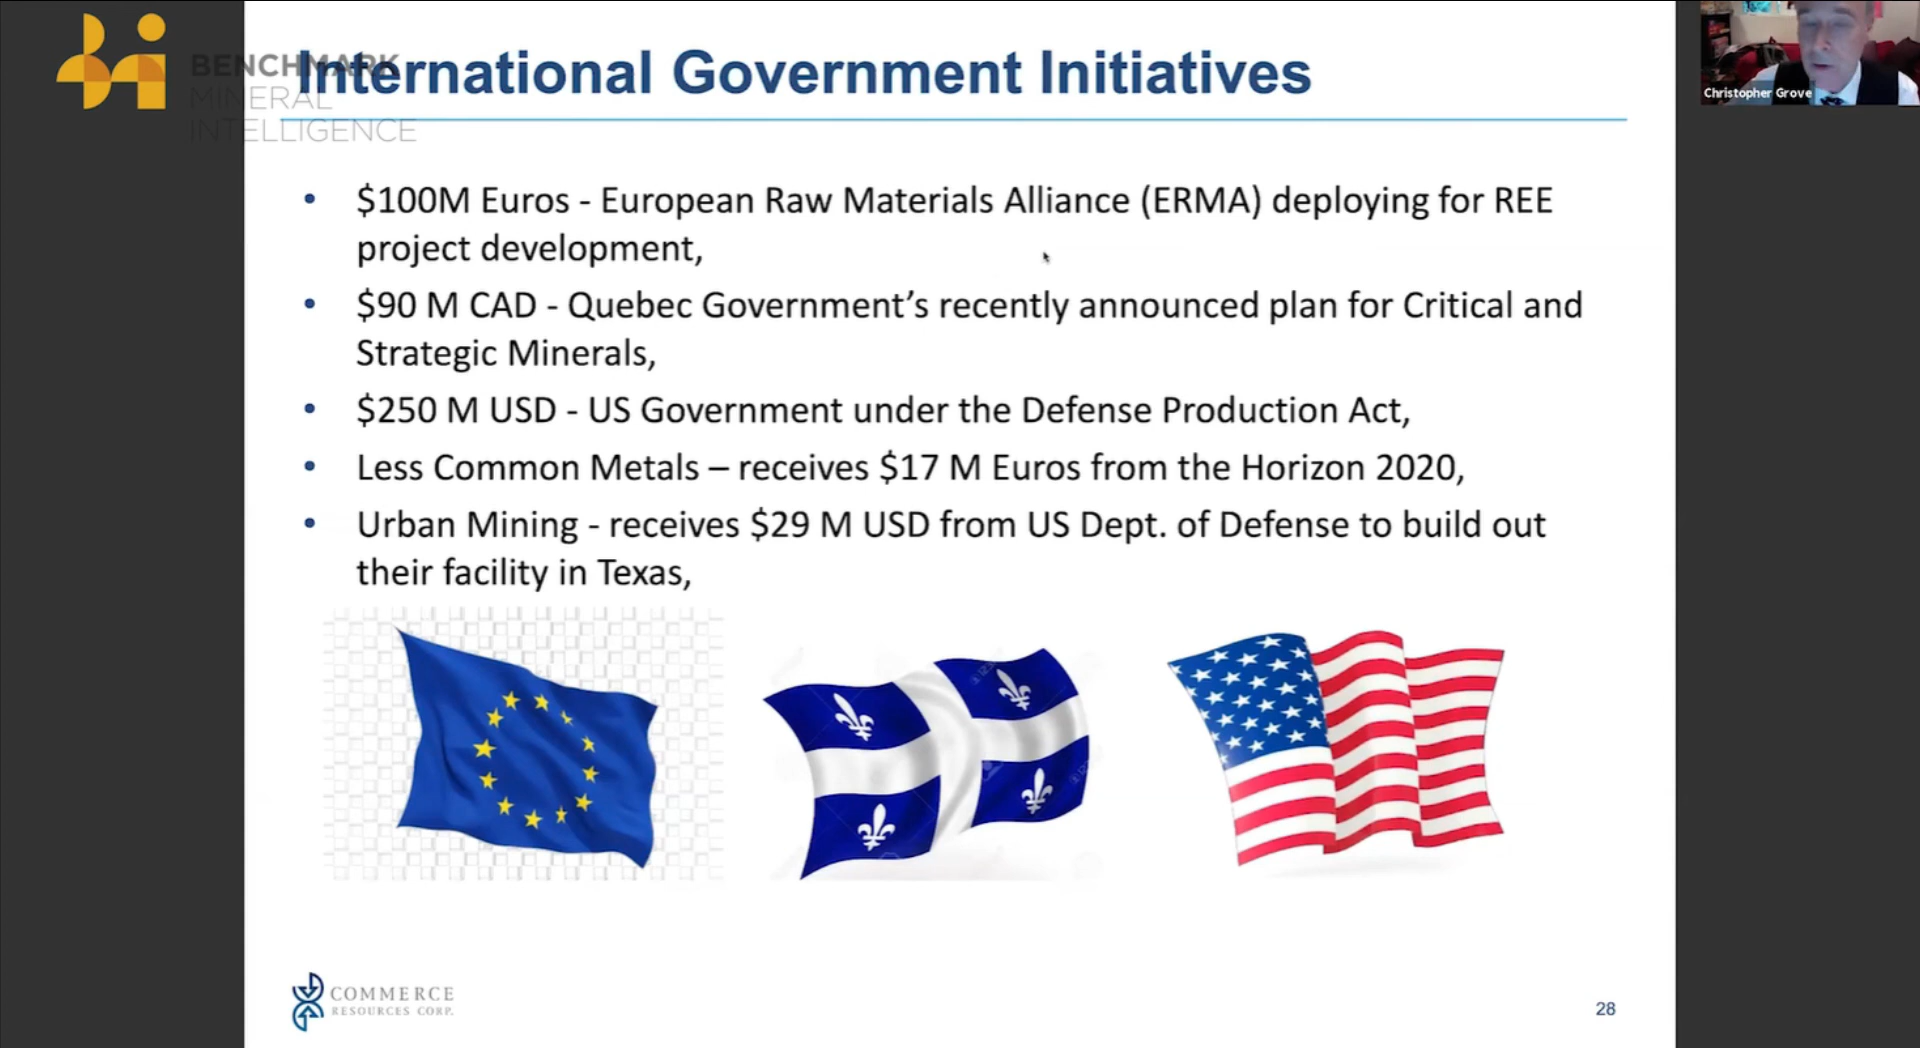 BENCHMARK
MINERAL
INTELLIGENCE
International Government Initiatives
Christopher Grove
• $100M Euros - European Raw Materials Alliance (ERMA) deploying for REE
project development,
• $90 M CAD - Quebec Government’s recently announced plan for Critical and
Strategic Minerals,
• $250 M USD - US Government under the Defense Production Act,
• Less Common Metals – receives $17 M Euros from the Horizon 2020,
• Urban Mining - receives $29 M USD from US Dept. of Defense to build out
their facility in Texas,
COMMERCE
RESOURCES CORP.
28